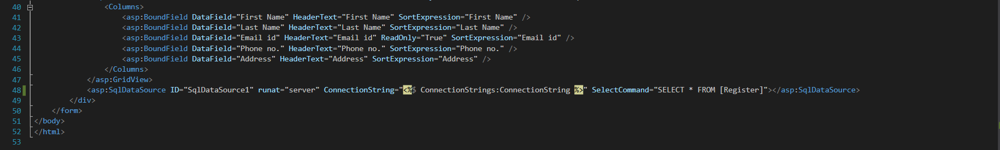 40 <Columns>
41 <asp:BoundField DataField="First Name" HeaderText="First Name" SortExpression="First Name" />
42 <asp:BoundField DataField="Last Name" HeaderText="Last Name" SortExpression="Last Name" />
43 <asp:BoundField DataField="Email id" HeaderText="Email id" ReadOnly="True" SortExpression="Email id" />
44 <asp:BoundField DataField="Phone no." HeaderText="Phone no." SortExpression="Phone no." />
45 <asp:BoundField DataField="Address" HeaderText="Address" SortExpression="Address" />
46 </Columns>
47 </asp:GridView>
48 <asp:SqlDataSource ID="SqlDataSource1" runat="server" ConnectionString="<%$ ConnectionStrings:ConnectionString %>" SelectCommand="SELECT * FROM [Register]"></asp:SqlDataSource>
49 </div>
50 </form>
51 </body>
52 </html>
53